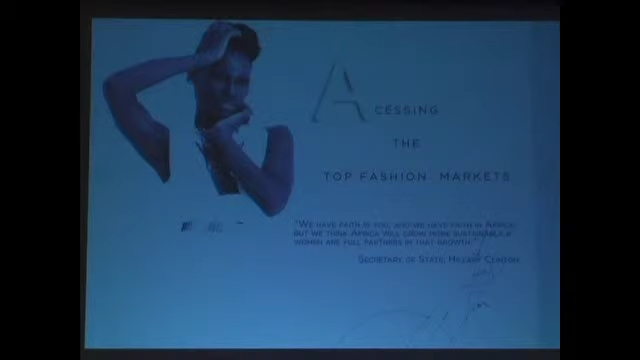 ACESSING
THE
TOP FASHION MARKETS
"WE HAVE FAITH IN YOU, AND WE HAVE FAITH IN AFRICA;
BUT WE THINK AFRICA WILL GROW MORE SUSTAINABLE IF
WOMEN ARE FULL PARTNERS IN THAT GROWTH."
SECRETARY OF STATE, HILLARY CLINTON